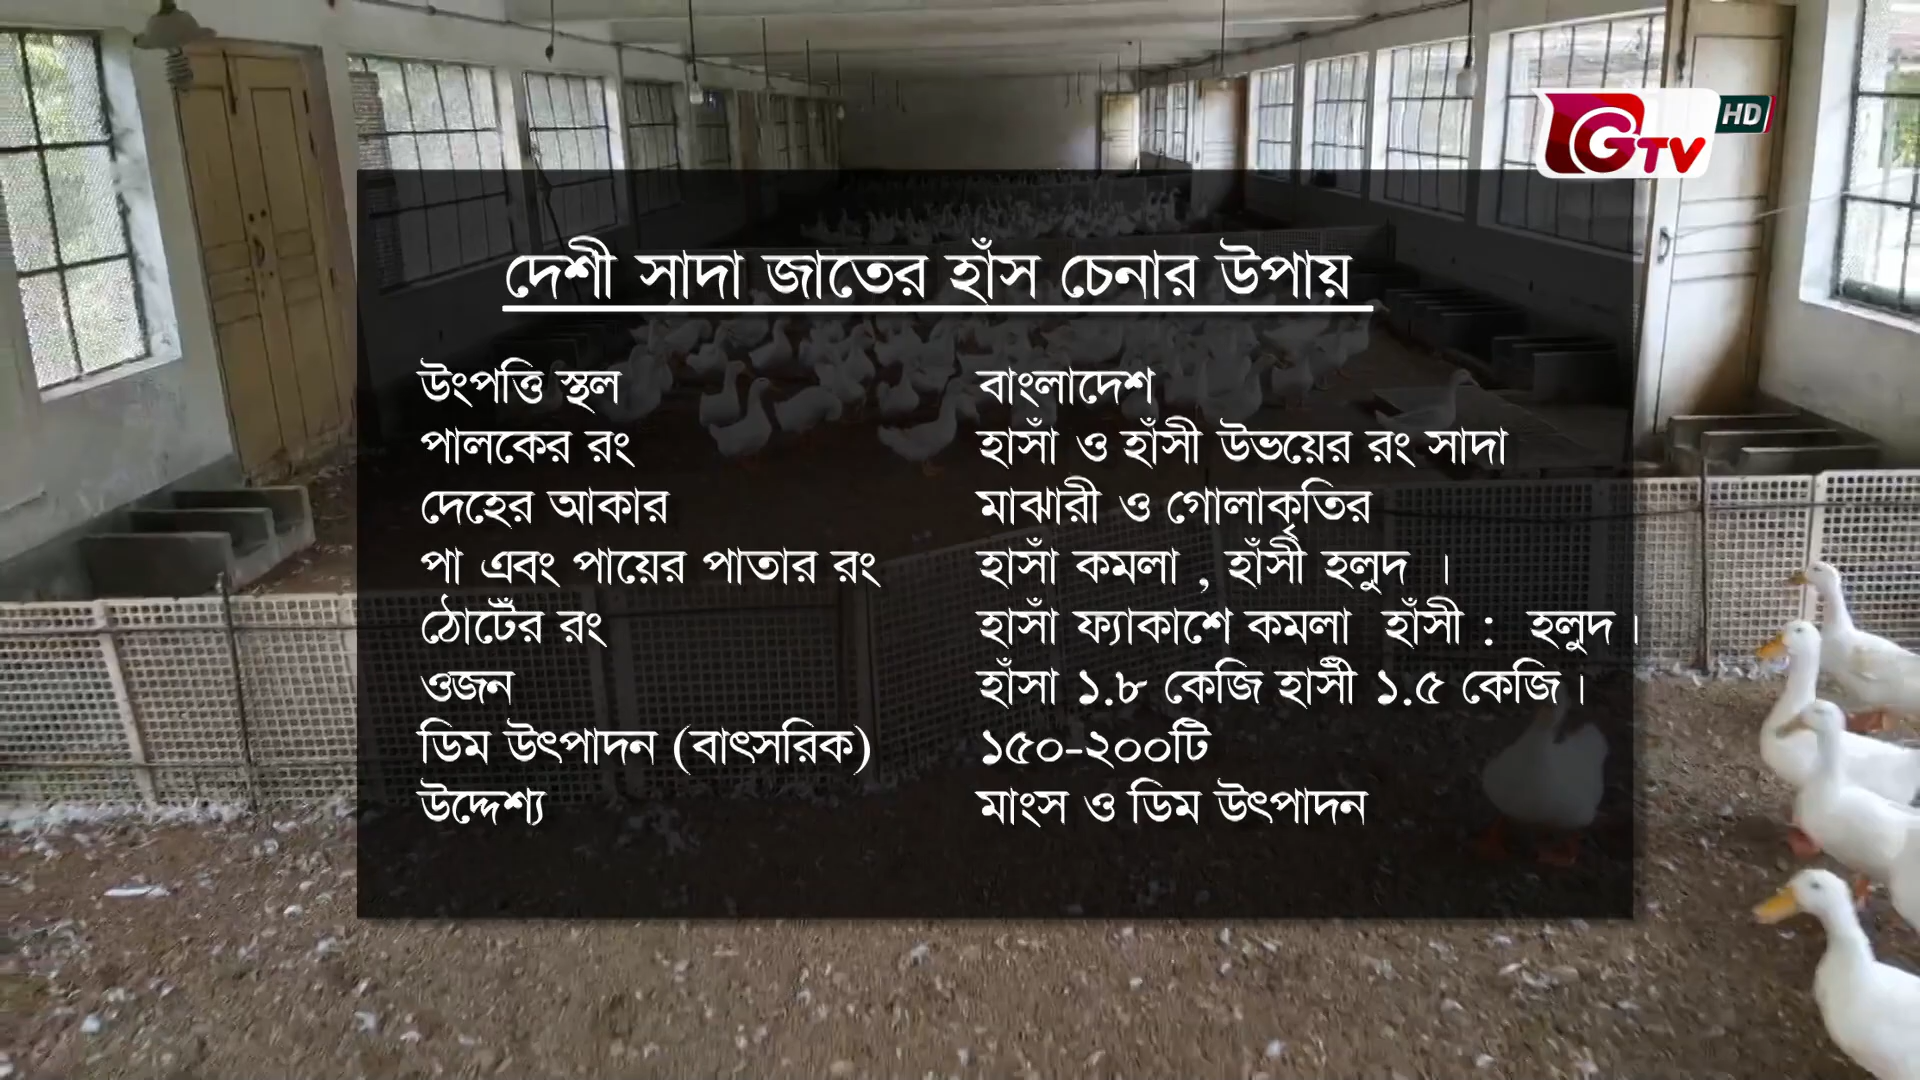 GTV HD
দেশী সাদা জাতের হাঁস চেনার উপায়
উংপত্তি স্থল বাংলাদেশ
পালকের রং হাসাঁ ও হাঁসী উভয়ের রং সাদা
দেহের আকার মাঝারী ও গোলাকৃতির
পা এবং পায়ের পাতার রং হাসাঁ কমলা , হাঁসী হলুদ ।
ঠোটেঁর রং হাসাঁ ফ্যাকাশে কমলা হাঁসী : হলুদ।
ওজন হাঁসা ১.৮ কেজি হাসীঁ ১.৫ কেজি।
ডিম উৎপাদন (বাৎসরিক) ১৫০-২০০টি
উদ্দেশ্য মাংস ও ডিম উৎপাদন